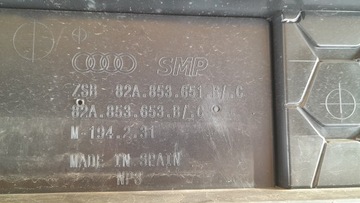 SMP
ZSB - 82A.853.651.B/.C
82A.853.653.B/.C
M-194.2.31
MADE IN SPAIN
NPS